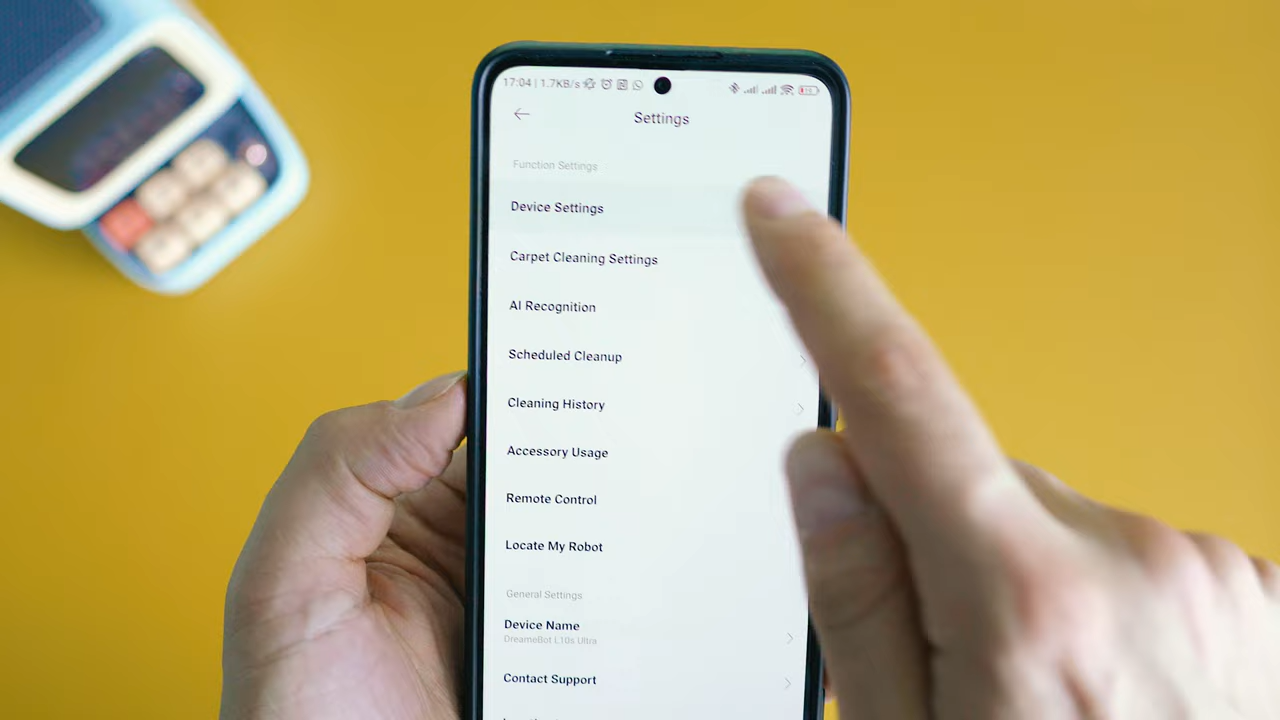 17:04 | 1.7KB/s
Settings
Function Settings
Device Settings
Carpet Cleaning Settings
AI Recognition
Scheduled Cleanup
Cleaning History
Accessory Usage
Remote Control
Locate My Robot
General Settings
Device Name
DreameBot L10s Ultra
Contact Support